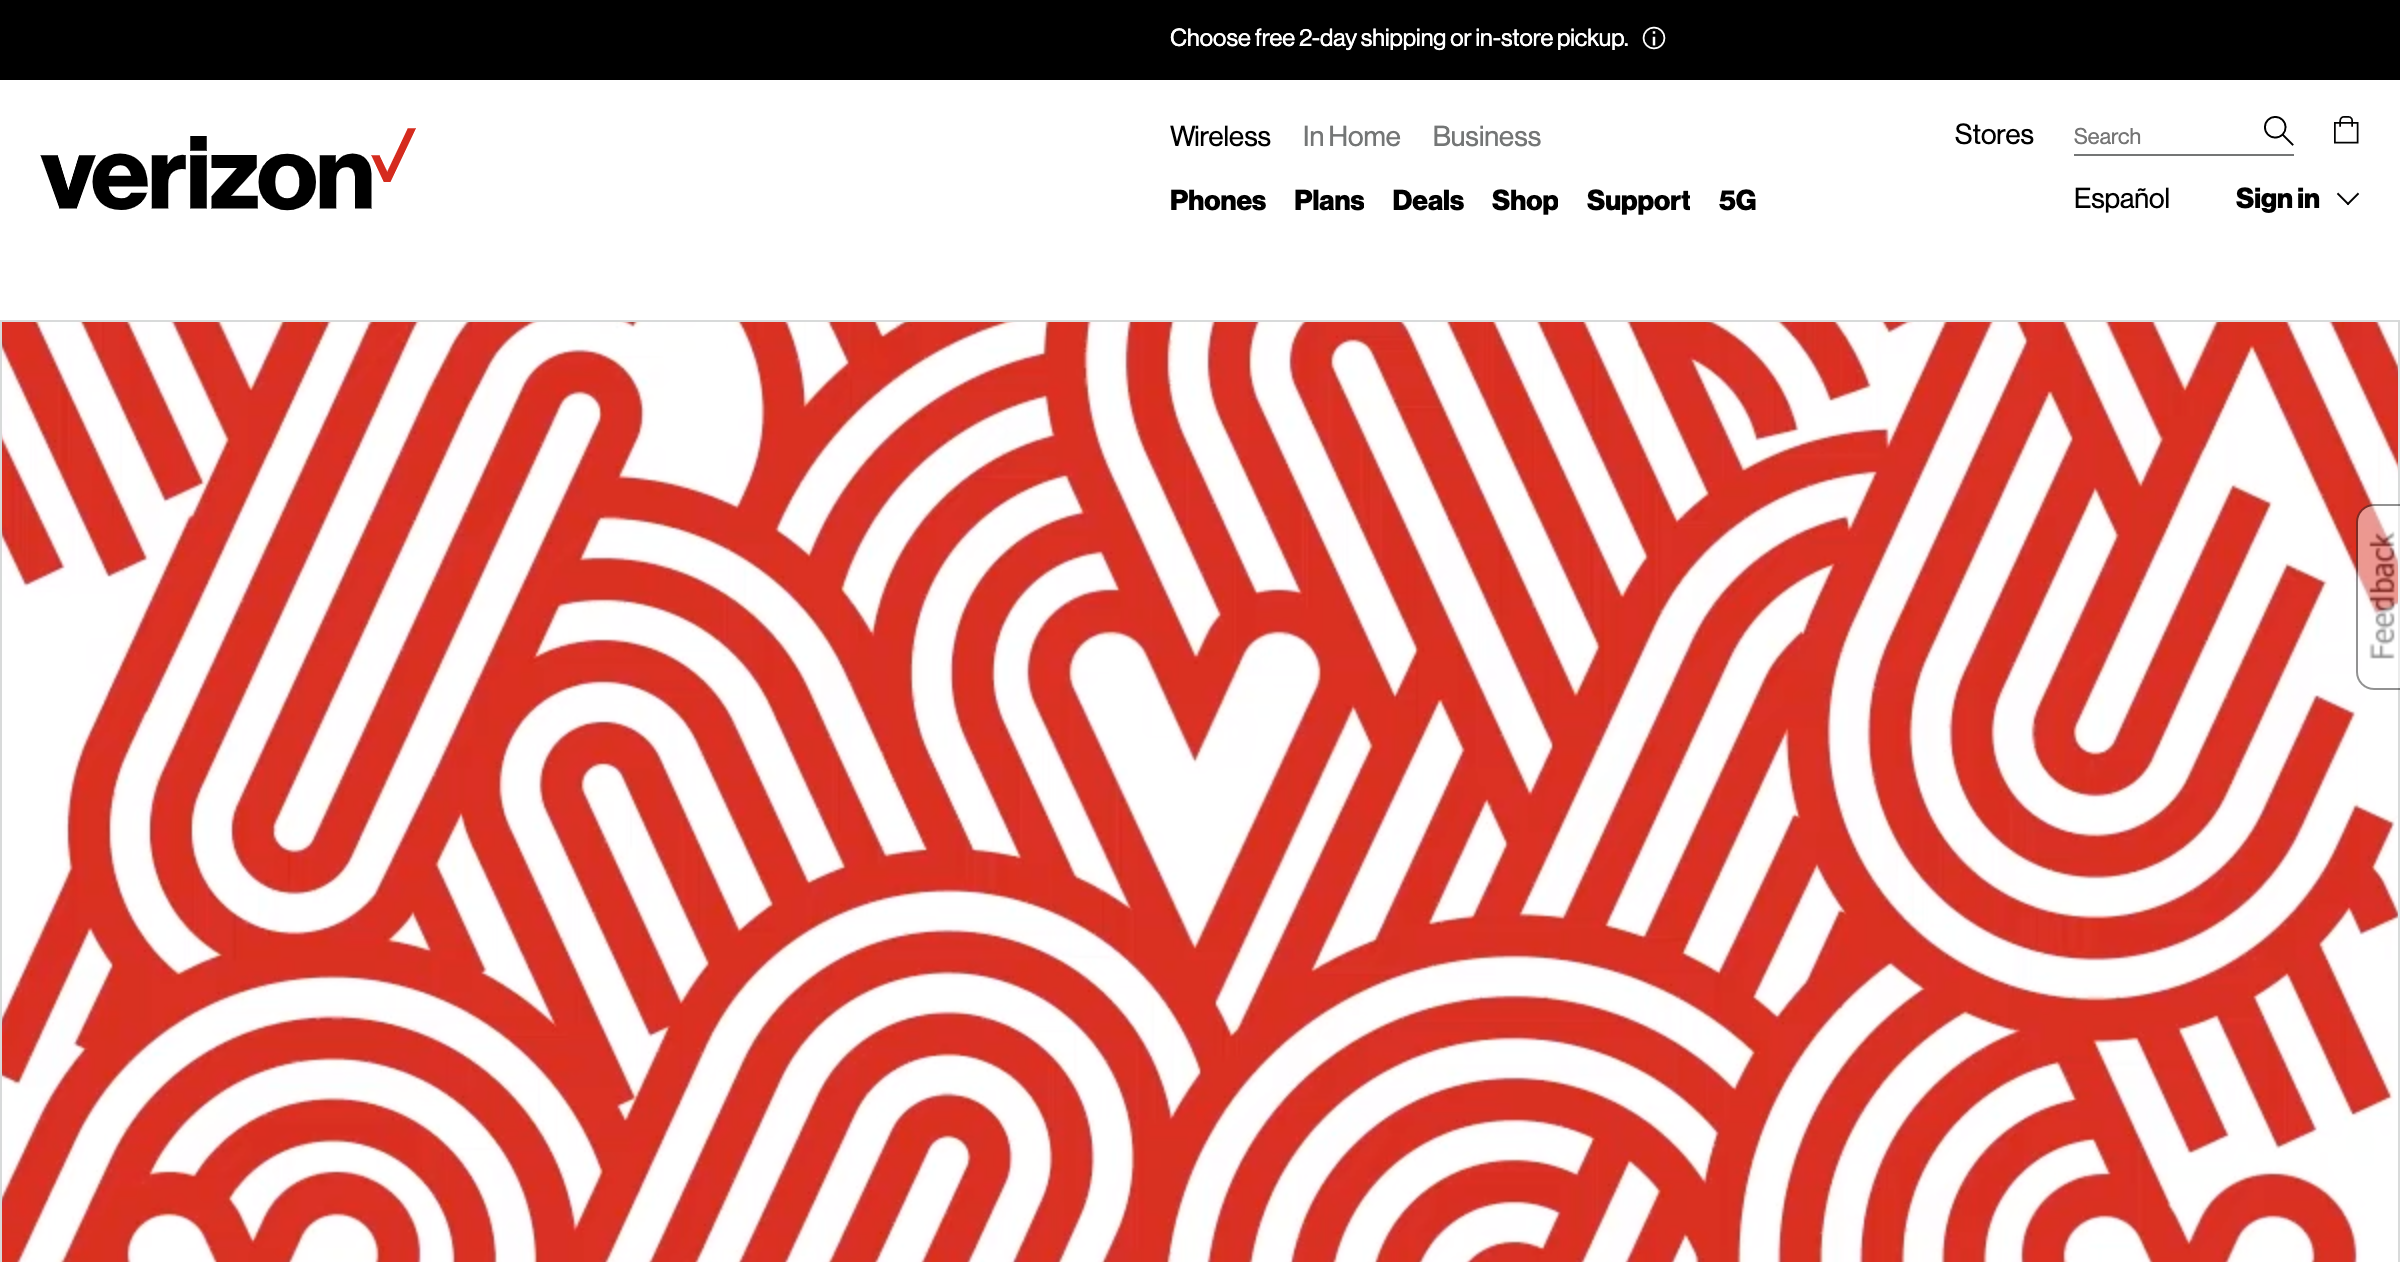 Choose free 2-day shipping or in-store pickup.
verizon
Wireless In Home Business
Stores Search
Phones Plans Deals Shop Support 5G
Español Sign in
Feedback